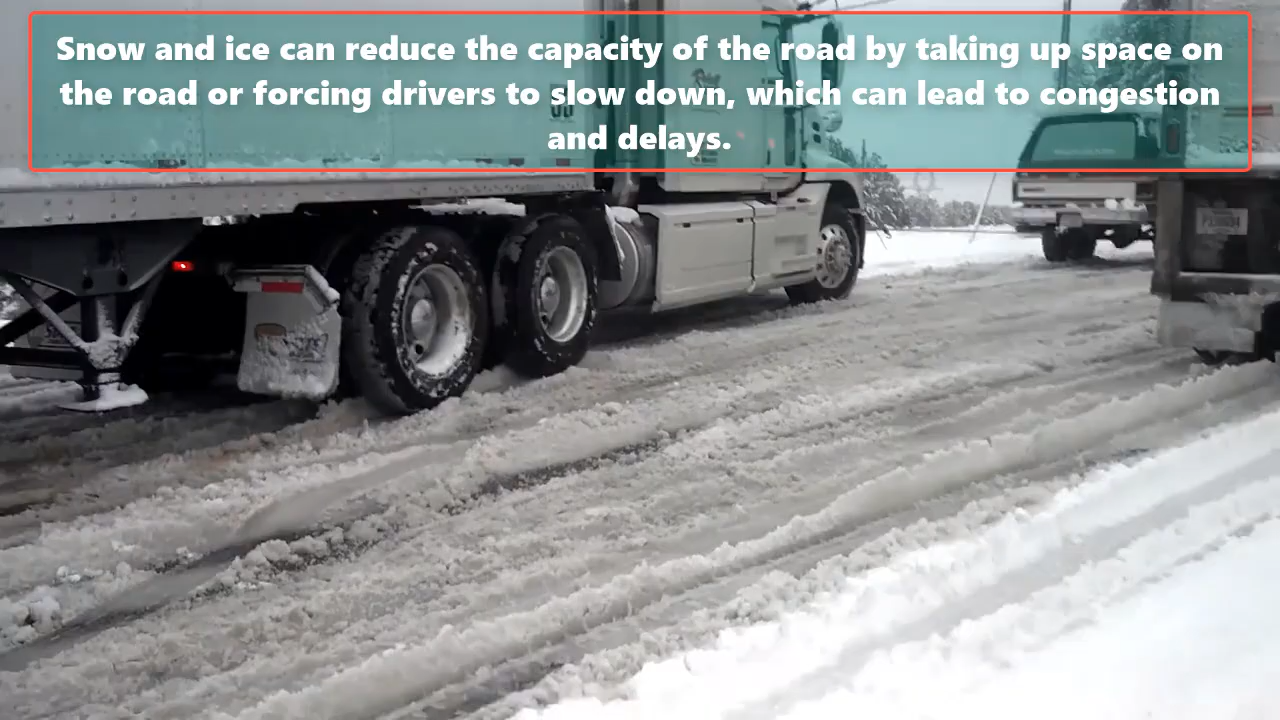 Snow and ice can reduce the capacity of the road by taking up space on
the road or forcing drivers to slow down, which can lead to congestion
and delays.